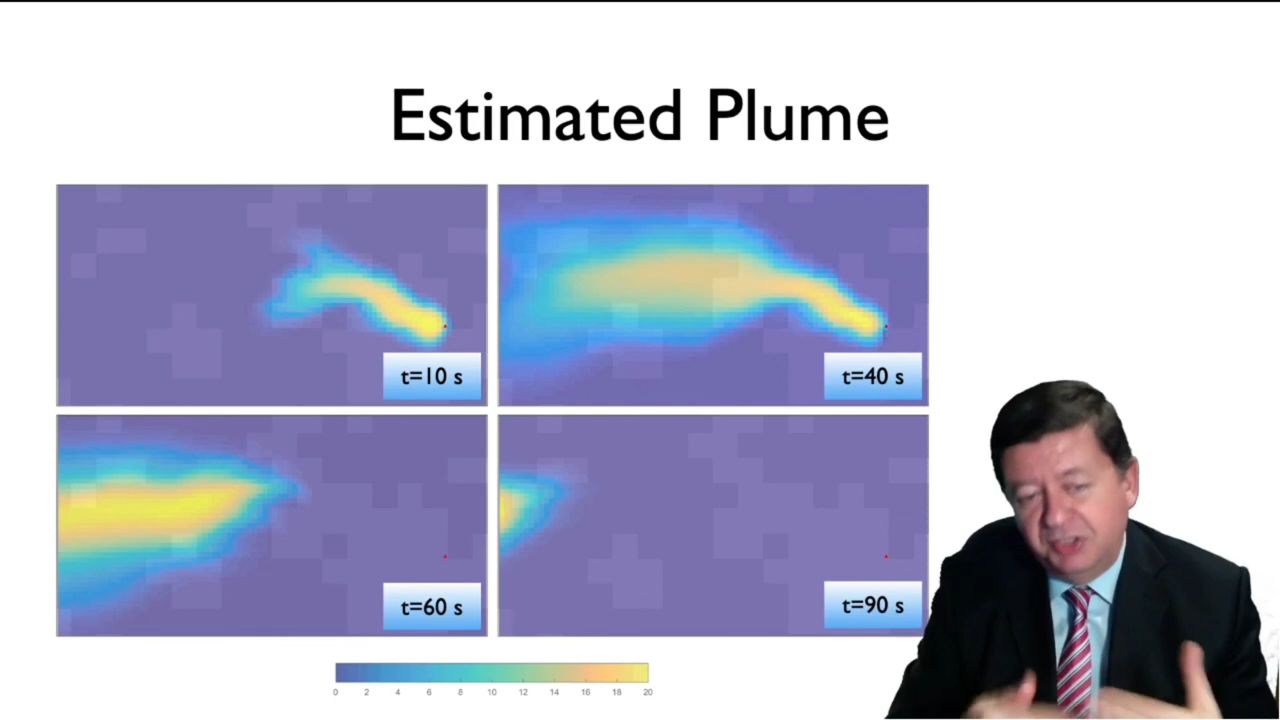 Estimated Plume
t=10 s
t=40 s
t=60 s
t=90 s
0 2 4 6 8 10 12 14 16 18 20